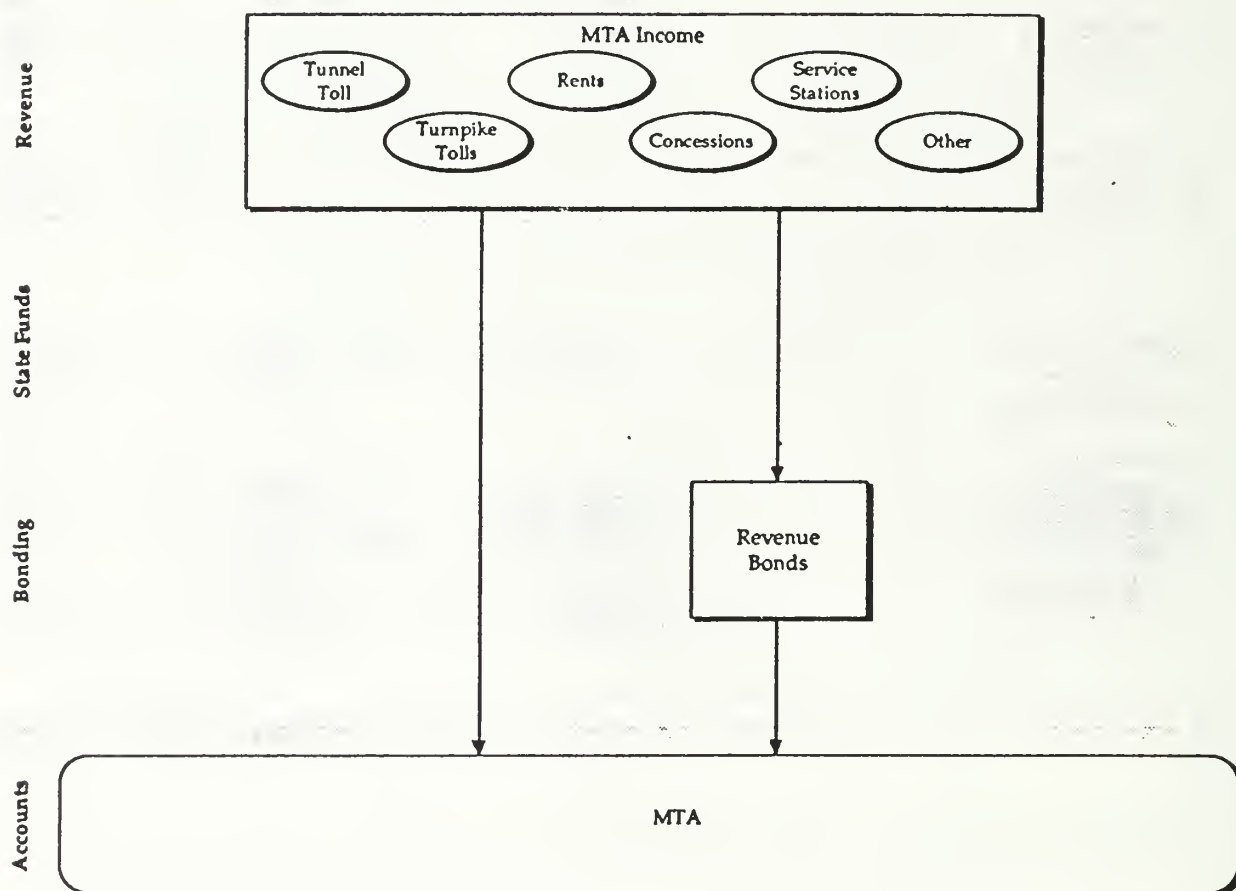 MTA Income
Tunnel
Toll
Rents
Service
Stations
Turnpike
Tolls
Concessions
Other
Revenue
State Funds
Revenue
Bonds
Bonding
MTA
Accounts